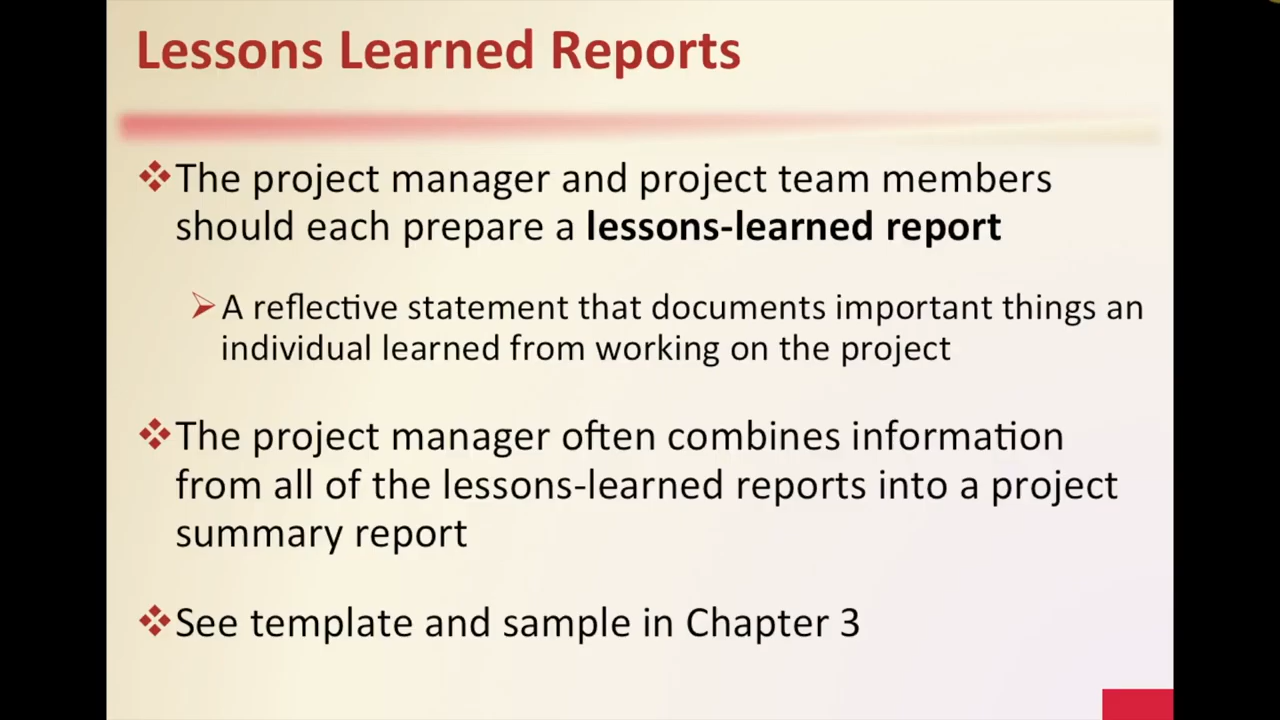 Lessons Learned Reports
The project manager and project team members
should each prepare a lessons-learned report
A reflective statement that documents important things an
individual learned from working on the project
The project manager often combines information
from all of the lessons-learned reports into a project
summary report
See template and sample in Chapter 3